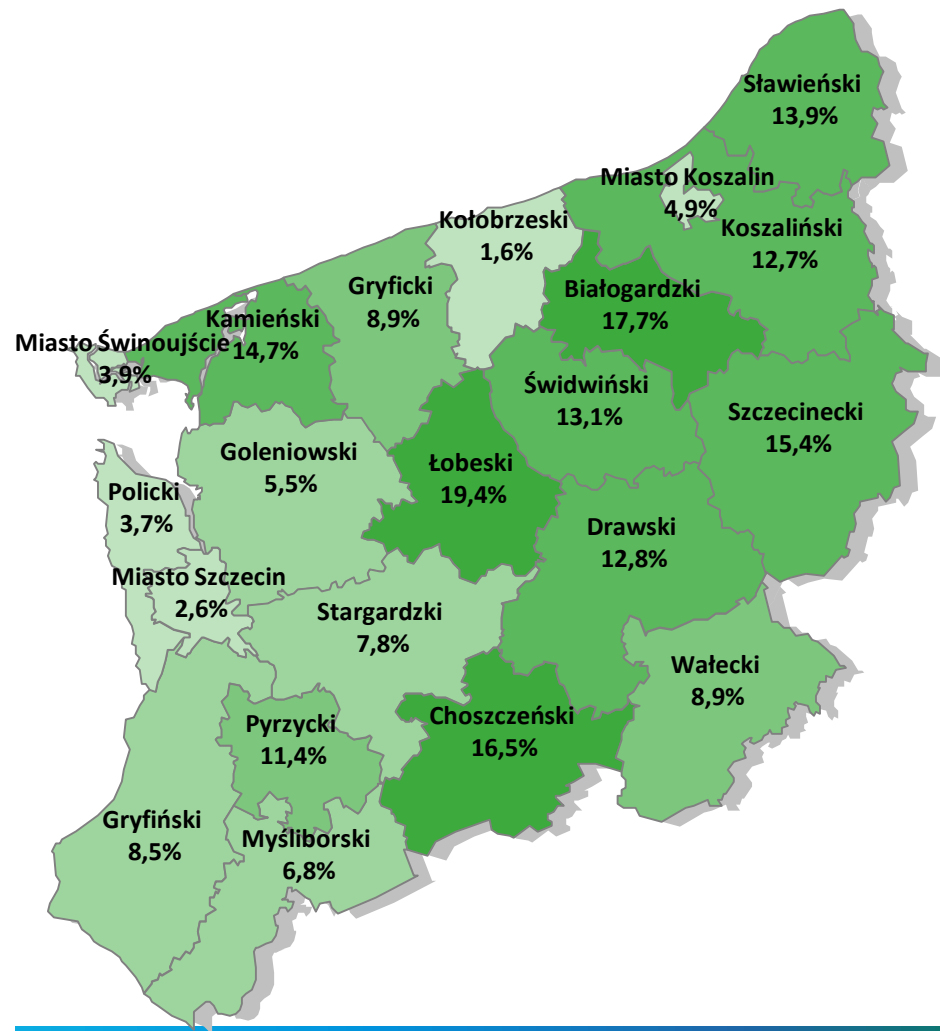 Sławieński
13,9%
Miasto Koszalin
4,9%
Koszaliński
12,7%
Kołobrzeski
1,6%
Białogardzki
17,7%
Gryficki
8,9%
Kamieński
14,7%
Miasto Świnoujście
3,9%
Świdwiński
13,1%
Szczecinecki
15,4%
Goleniowski
5,5%
Łobeski
19,4%
Policki
3,7%
Drawski
12,8%
Miasto Szczecin
2,6%
Stargardzki
7,8%
Wałecki
8,9%
Choszczeński
16,5%
Pyrzycki
11,4%
Gryfiński
8,5%
Myśliborski
6,8%